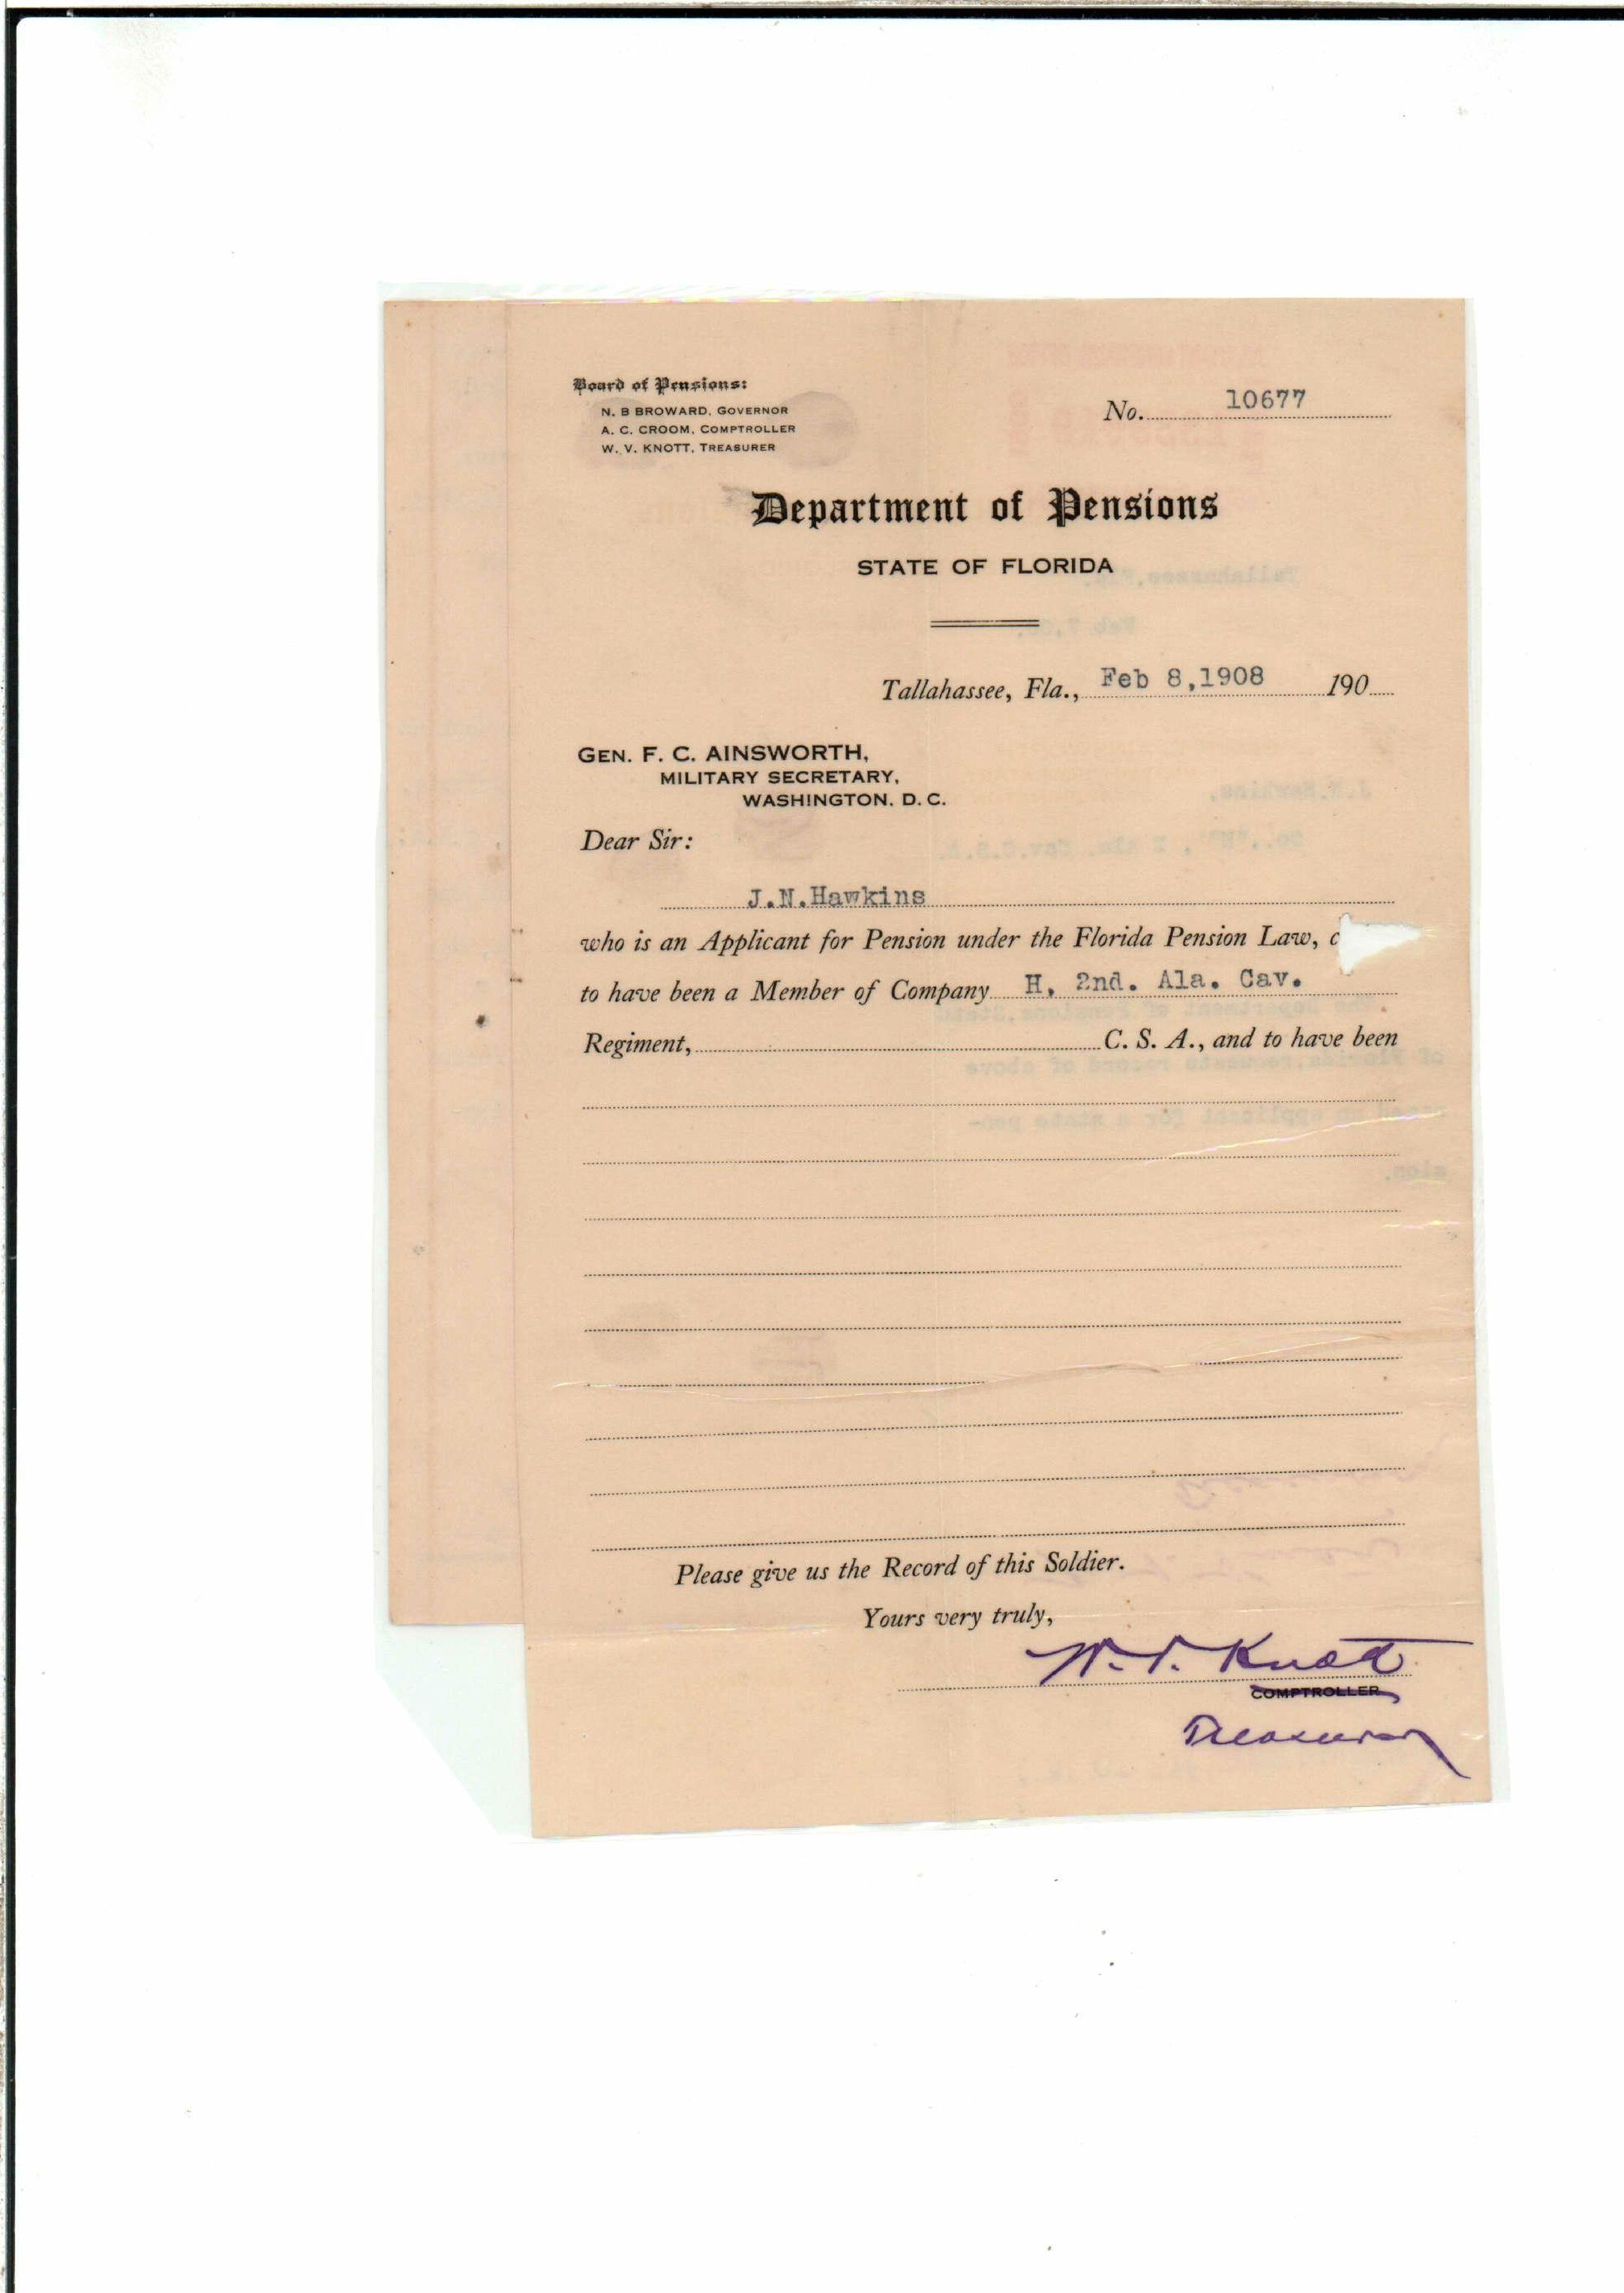 Board of Pensions:
N. B BROWARD, GOVERNOR
A. C. CROOM, COMPTROLLER
W. V. KNOTT, TREASURER
No. 10677
Department of Pensions
STATE OF FLORIDA
Tallahassee, Fla., Feb 8,1908 190
GEN. F. C. AINSWORTH,
MILITARY SECRETARY,
WASHINGTON, D. C.
Dear Sir:
J.N.Hawkins
who is an Applicant for Pension under the Florida Pension Law, c
to have been a Member of Company H, 2nd. Ala. Cav.
Regiment, C. S. A., and to have been
Please give us the Record of this Soldier.
Yours very truly,
W. V. Knott
COMPTROLLER
Treasurer